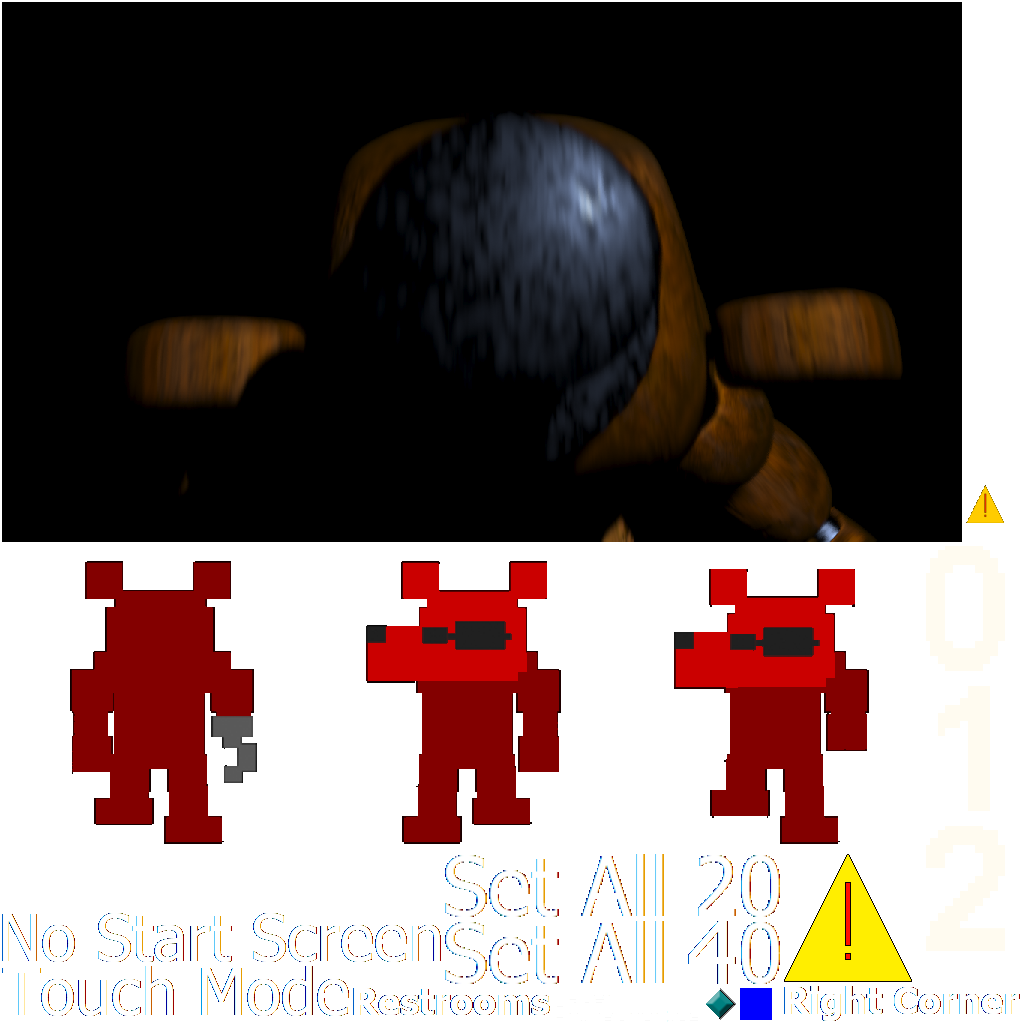 !
0
1
2
Set All 20
No Start Screen
Set All 40
!
Touch Mode
Restrooms
Right Corner